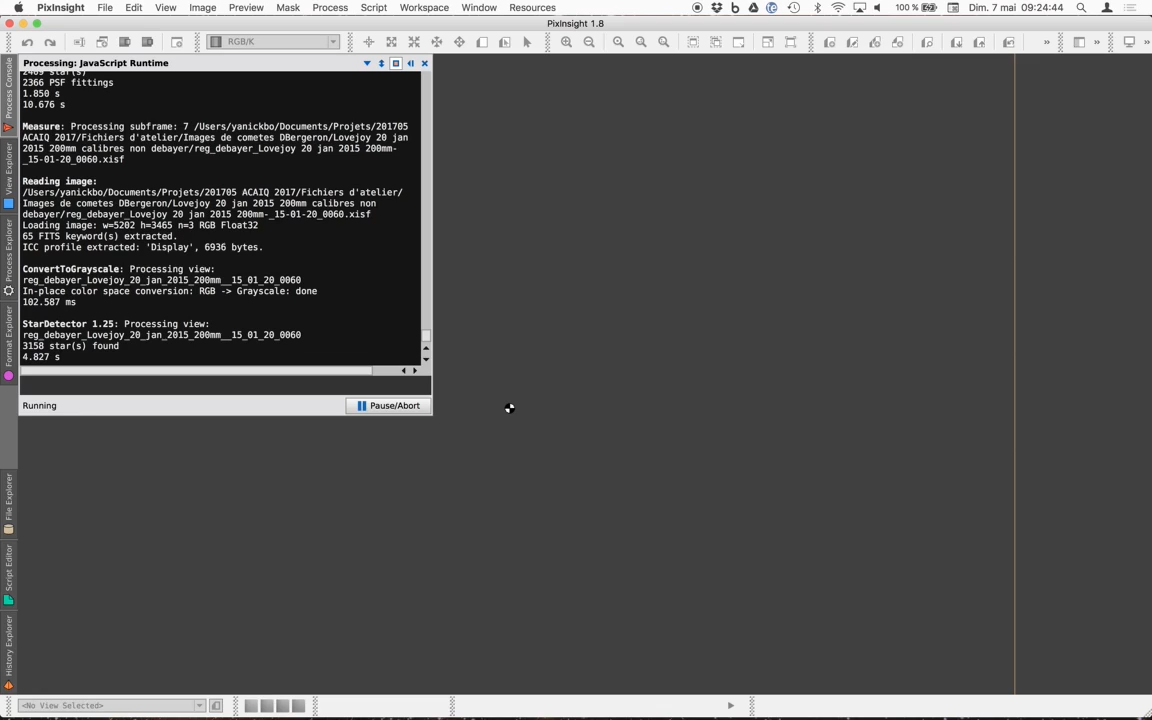 PixInsight File Edit View Image Preview Mask Process Script Workspace Window Resources 100 % Dim. 7 mai 09:24:44
PixInsight 1.8
RGB/K
Processing: JavaScript Runtime
2469 star(s)
2366 PSF fittings
1.850 s
10.676 s
Measure: Processing subframe: 7 /Users/yanickbo/Documents/Projets/201705
ACAIQ 2017/Fichiers d'atelier/Images de cometes DBergeron/Lovejoy 20 jan
2015 200mm calibres non debayer/reg_debayer_Lovejoy 20 jan 2015 200mm-
_15-01-20_0060.xisf
Reading image:
/Users/yanickbo/Documents/Projets/201705 ACAIQ 2017/Fichiers d'atelier/
Images de cometes DBergeron/Lovejoy 20 jan 2015 200mm calibres non
debayer/reg_debayer_Lovejoy 20 jan 2015 200mm-_15-01-20_0060.xisf
Loading image: w=5202 h=3465 n=3 RGB Float32
65 FITS keyword(s) extracted.
ICC profile extracted: 'Display', 6936 bytes.
ConvertToGrayscale: Processing view:
reg_debayer_Lovejoy_20_jan_2015_200mm__15_01_20_0060
In-place color space conversion: RGB -> Grayscale: done
102.587 ms
StarDetector 1.25: Processing view:
reg_debayer_Lovejoy_20_jan_2015_200mm__15_01_20_0060
3158 star(s) found
4.827 s
Running
Pause/Abort
Process Console
View Explorer
Process Explorer
Format Explorer
File Explorer
Script Editor
History Explorer
<No View Selected>